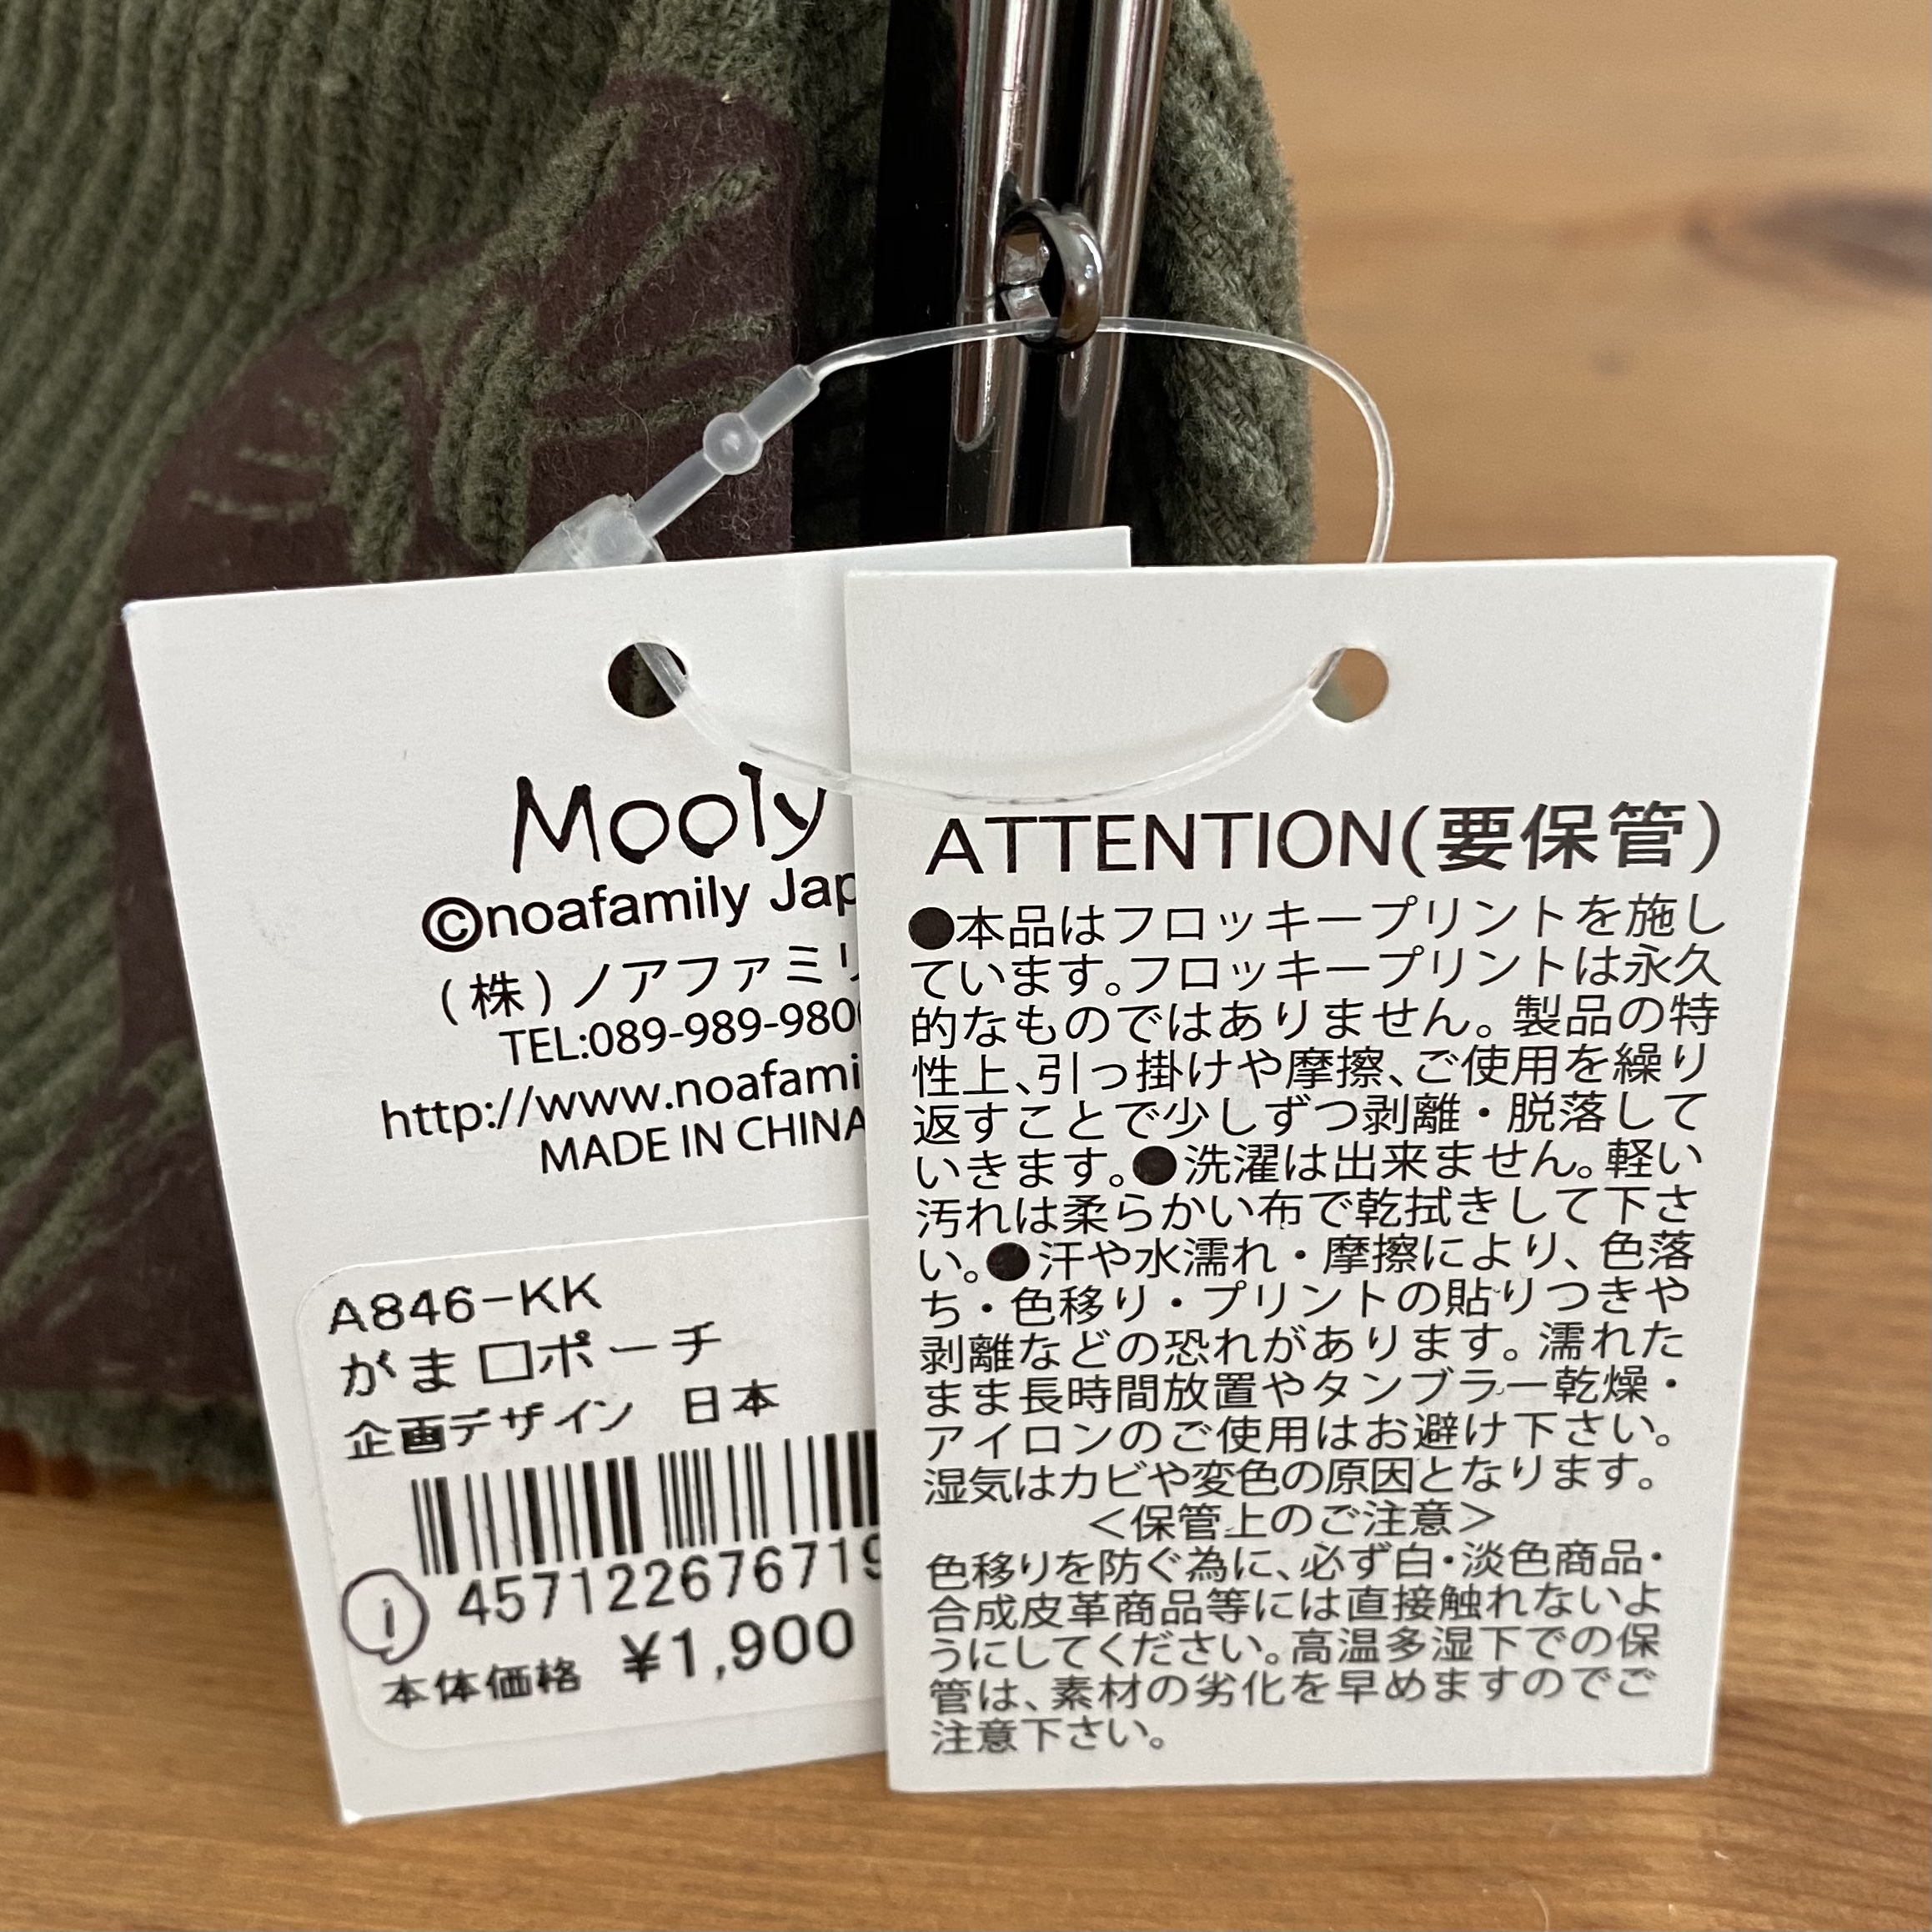 Mooly
©noafamily Jap
(株)ノアファミリ
TEL:089-989-980
http://www.noafami
MADE IN CHINA
A846-KK
がま口ポーチ
企画デザイン 日本
457122676719
①
本体価格 ¥1,900
ATTENTION(要保管)
●本品はフロッキープリントを施し
ています。フロッキープリントは永久
的なものではありません。製品の特
性上、引っ掛けや摩擦、ご使用を繰り
返すことで少しずつ剥離・脱落して
いきます。●洗濯は出来ません。軽い
汚れは柔らかい布で乾拭きして下さ
い。●汗や水濡れ・摩擦により、色落
ち・色移り・プリントの貼りつきや
剥離などの恐れがあります。濡れた
まま長時間放置やタンブラー乾燥・
アイロンのご使用はお避け下さい。
湿気はカビや変色の原因となります。
＜保管上のご注意＞
色移りを防ぐ為に、必ず白・淡色商品・
合成皮革商品等には直接触れないよ
うにしてください。高温多湿下での保
管は、素材の劣化を早めますのでご
注意下さい。